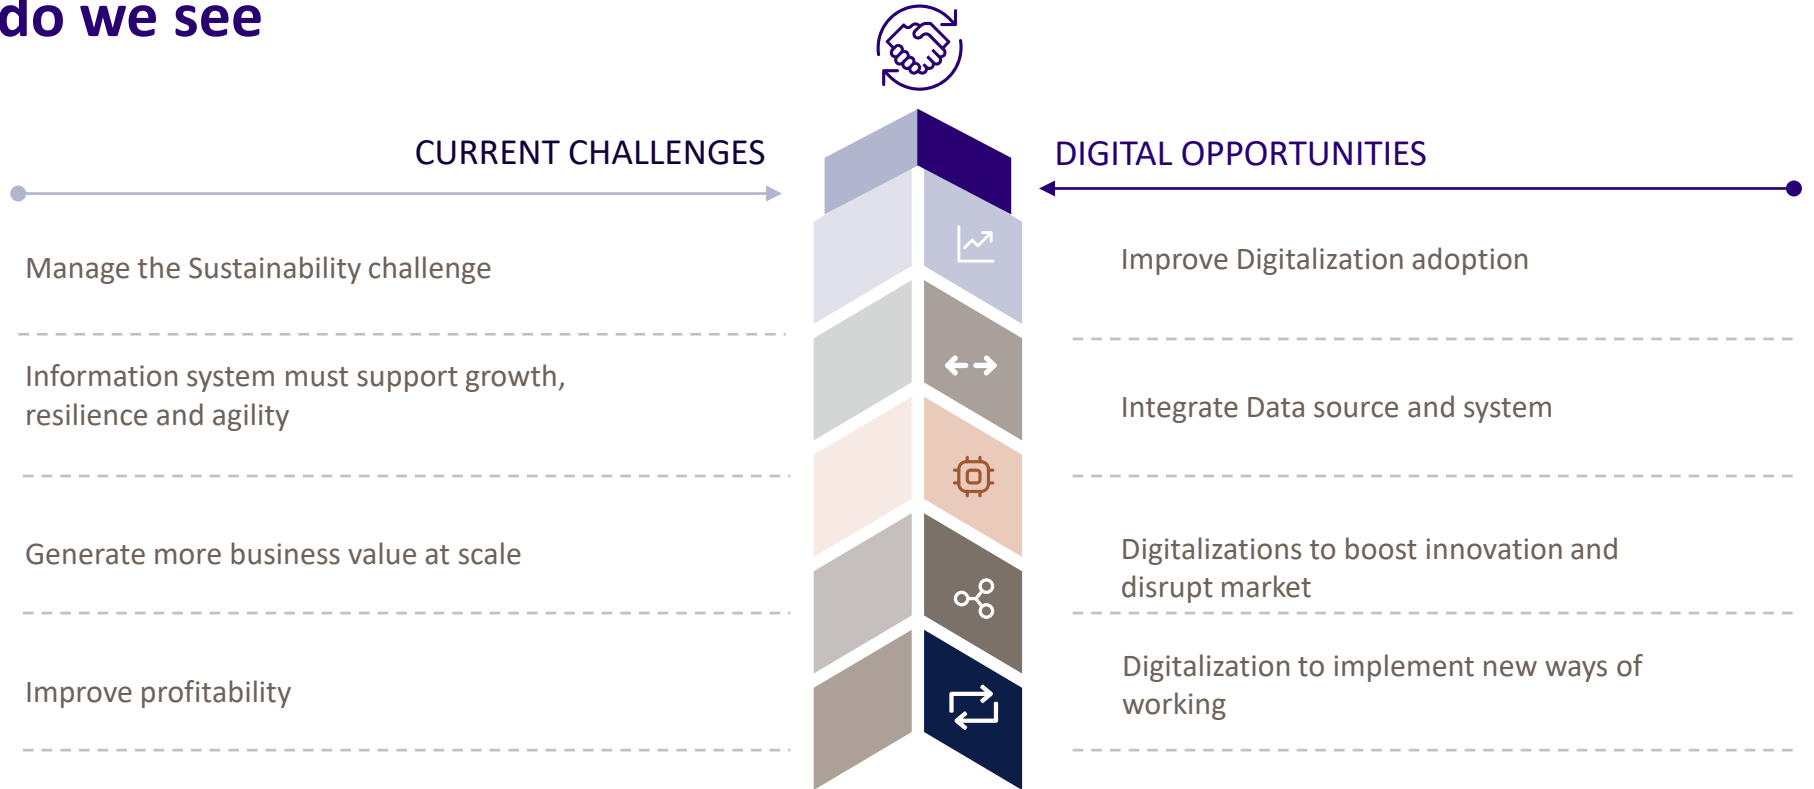 do we see
CURRENT CHALLENGES
Manage the Sustainability challenge
Information system must support growth,
resilience and agility
Generate more business value at scale
Improve profitability
DIGITAL OPPORTUNITIES
Improve Digitalization adoption
Integrate Data source and system
Digitalizations to boost innovation and
disrupt market
Digitalization to implement new ways of
working